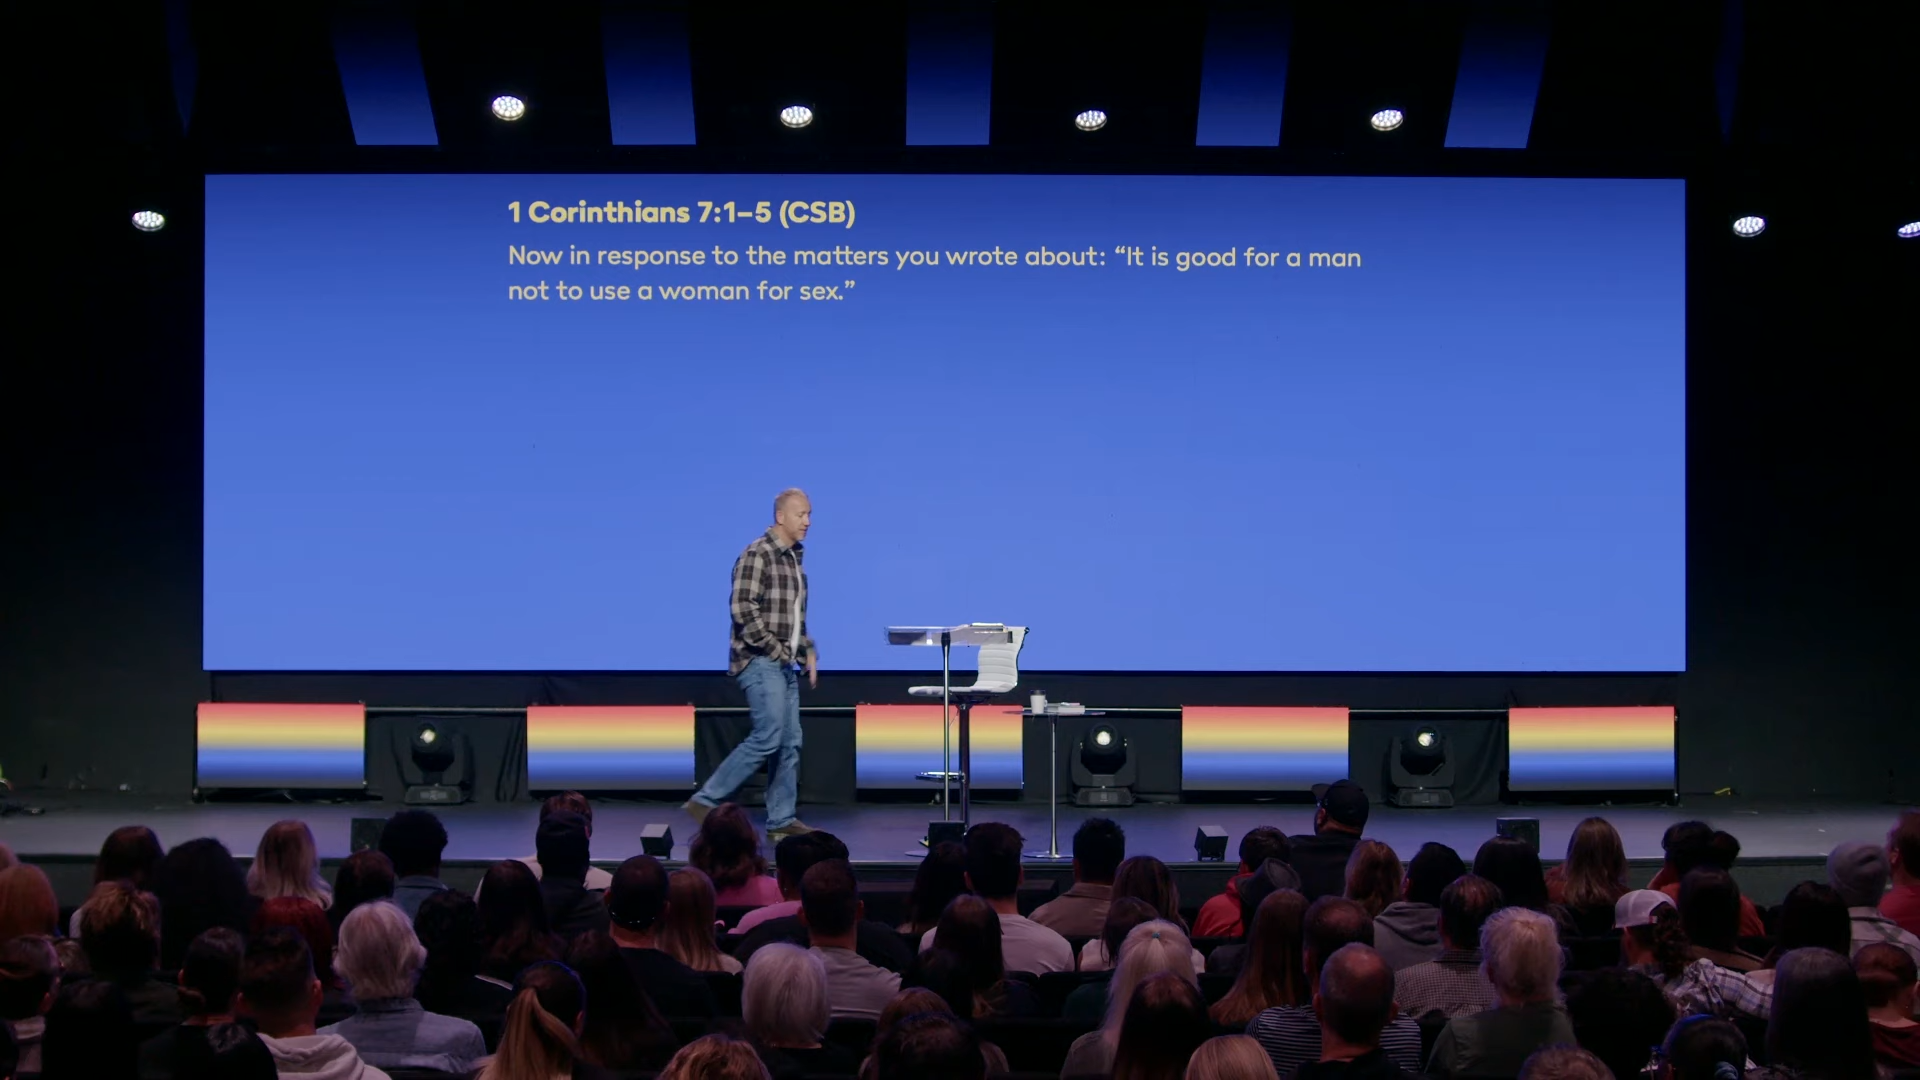 1 Corinthians 7:1–5 (CSB)
Now in response to the matters you wrote about: “It is good for a man
not to use a woman for sex.”